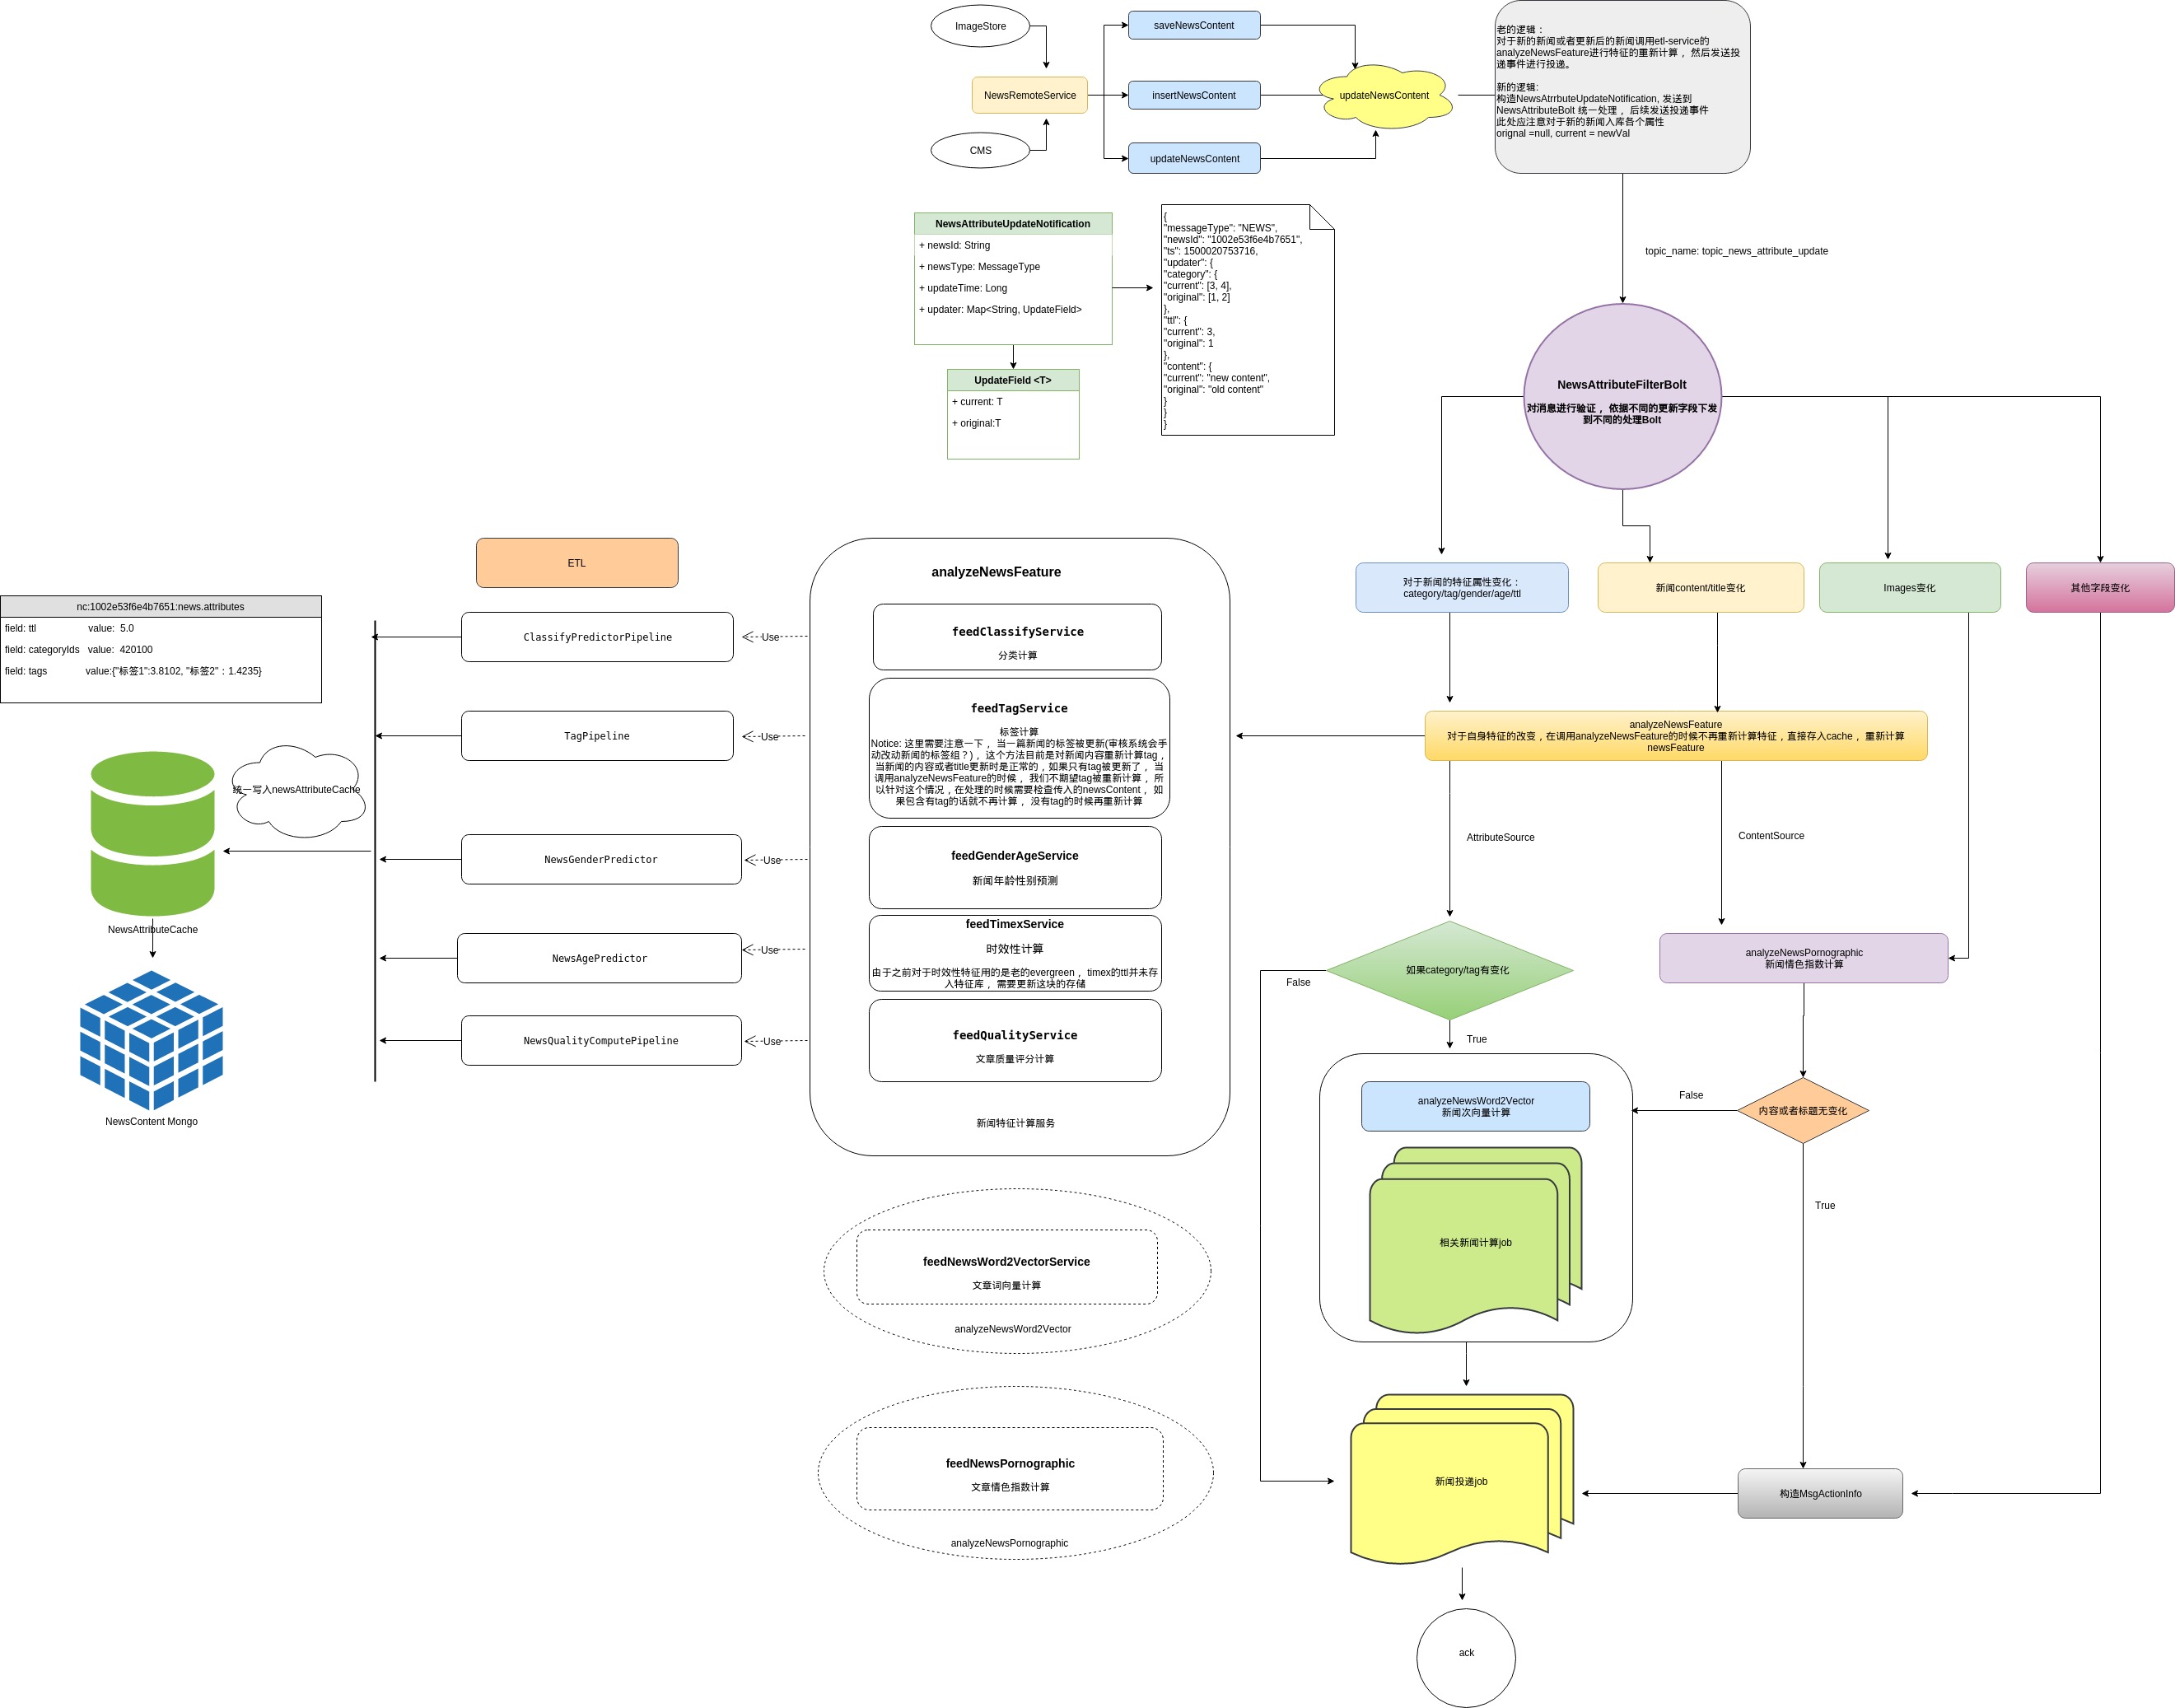 ImageStore
NewsRemoteService
CMS
saveNewsContent
insertNewsContent
updateNewsContent
updateNewsContent
老的逻辑：
对于新的新闻或者更新后的新闻调用etl-service的
analyzeNewsFeature进行特征的重新计算， 然后发送投
递事件进行投递。
新的逻辑:
构造NewsAtrrbuteUpdateNotification, 发送到
NewsAttributeBolt 统一处理， 后续发送投递事件
此处应注意对于新的新闻入库各个属性
orignal =null, current = newVal
topic_name: topic_news_attribute_update
NewsAttributeUpdateNotification
+ newsId: String
+ newsType: MessageType
+ updateTime: Long
+ updater: Map<String, UpdateField>
UpdateField <T>
+ current: T
+ original:T
{
"messageType": "NEWS",
"newsId": "1002e53f6e4b7651",
"ts": 1500020753716,
"updater": {
"category": {
"current": [3, 4],
"original": [1, 2]
},
"ttl": {
"current": 3,
"original": 1
},
"content": {
"current": "new content",
"original": "old content"
}
}
}
NewsAttributeFilterBolt
对消息进行验证， 依据不同的更新字段下发
到不同的处理Bolt
对于新闻的特征属性变化：
category/tag/gender/age/ttl
新闻content/title变化
Images变化
其他字段变化
analyzeNewsFeature
对于自身特征的改变，在调用analyzeNewsFeature的时候不再重新计算特征，直接存入cache， 重新计算
newsFeature
AttributeSource
ContentSource
如果category/tag有变化
False
True
analyzeNewsPornographic
新闻情色指数计算
内容或者标题无变化
False
True
analyzeNewsWord2Vector
新闻次向量计算
相关新闻计算job
新闻投递job
构造MsgActionInfo
ack
analyzeNewsFeature
feedClassifyService
分类计算
feedTagService
标签计算
Notice: 这里需要注意一下， 当一篇新闻的标签被更新(审核系统会手
动改动新闻的标签组？)， 这个方法目前是对新闻内容重新计算tag，
当新闻的内容或者title更新时是正常的，如果只有tag被更新了， 当
调用analyzeNewsFeature的时候， 我们不期望tag被重新计算， 所
以针对这个情况，在处理的时候需要检查传入的newsContent， 如
果包含有tag的话就不再计算， 没有tag的时候再重新计算
feedGenderAgeService
新闻年龄性别预测
feedTimexService
时效性计算
由于之前对于时效性特征用的是老的evergreen， timex的ttl并未存
入特征库， 需要更新这块的存储
feedQualityService
文章质量评分计算
新闻特征计算服务
feedNewsWord2VectorService
文章词向量计算
analyzeNewsWord2Vector
feedNewsPornographic
文章情色指数计算
analyzeNewsPornographic
Use
Use
Use
Use
Use
ETL
ClassifyPredictorPipeline
TagPipeline
NewsGenderPredictor
NewsAgePredictor
NewsQualityComputePipeline
nc:1002e53f6e4b7651:news.attributes
field: ttl value: 5.0
field: categoryIds value: 420100
field: tags value:{"标签1":3.8102, "标签2"：1.4235}
统一写入newsAttributeCache
NewsAttributeCache
NewsContent Mongo